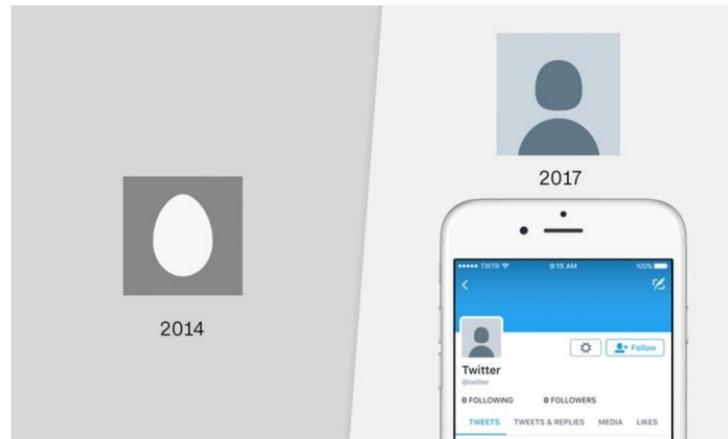 2014
2017
TWTR 9:15 AM 100%
Follow
Twitter
@twitter
0 FOLLOWING 0 FOLLOWERS
TWEETS TWEETS & REPLIES MEDIA LIKES